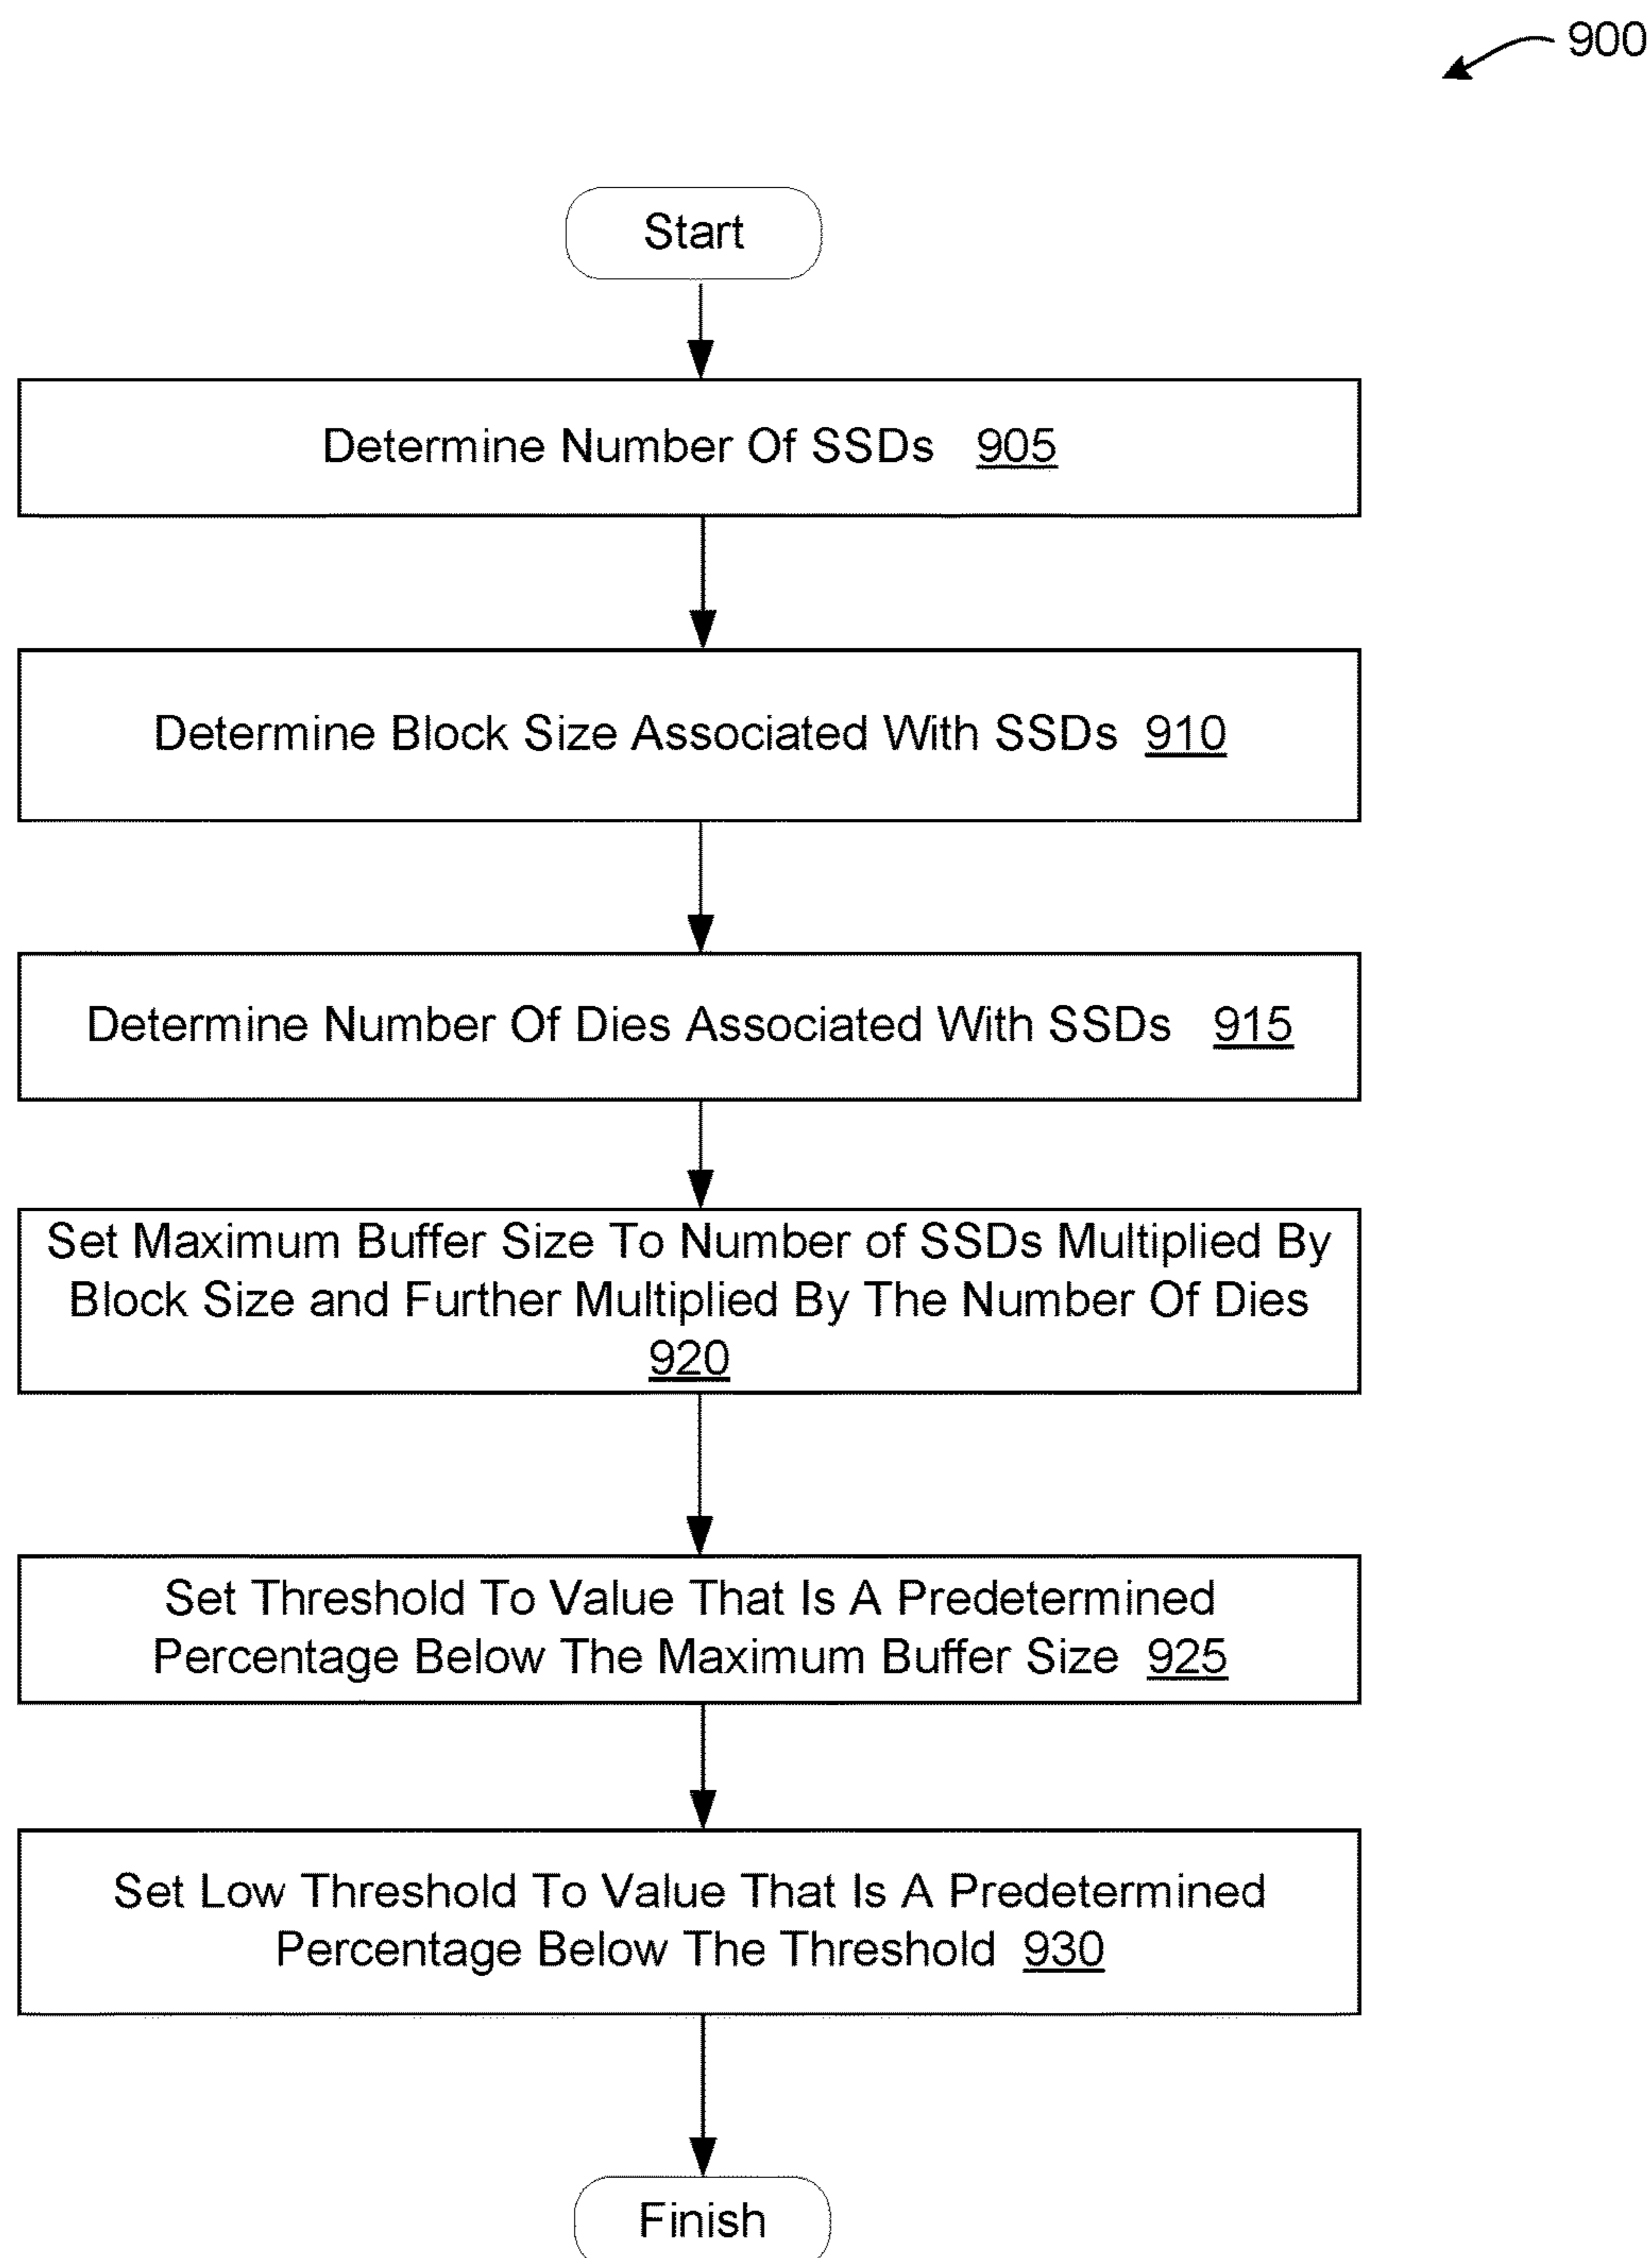 900
Start
Determine Number Of SSDs 905
Determine Block Size Associated With SSDs 910
Determine Number Of Dies Associated With SSDs 915
Set Maximum Buffer Size To Number of SSDs Multiplied By
Block Size and Further Multiplied By The Number Of Dies
920
Set Threshold To Value That Is A Predetermined
Percentage Below The Maximum Buffer Size 925
Set Low Threshold To Value That Is A Predetermined
Percentage Below The Threshold 930
Finish